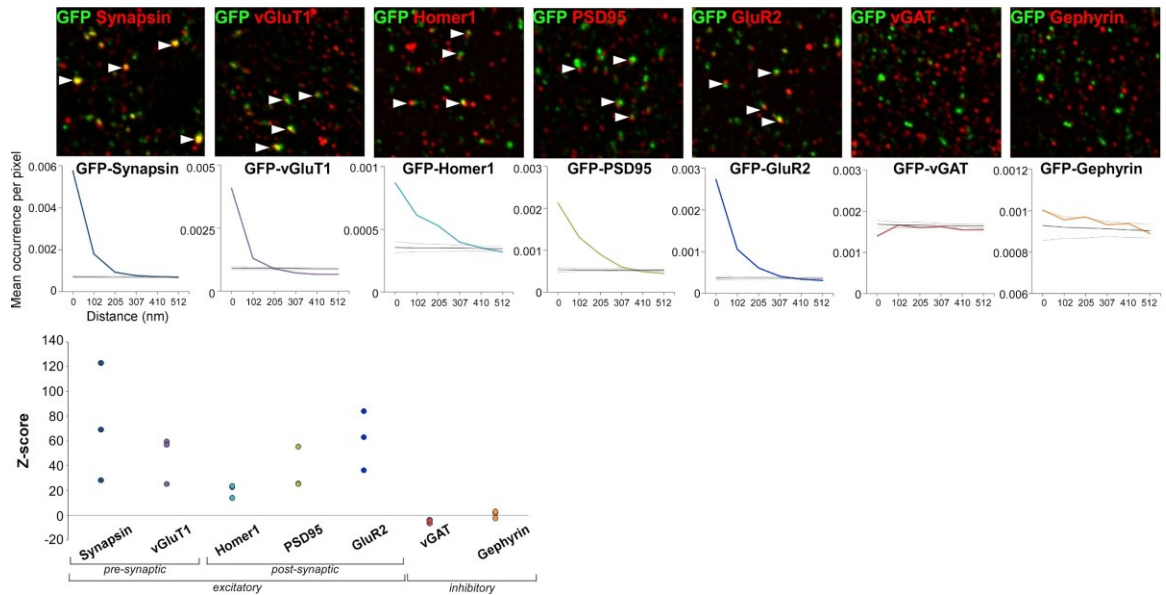 GFP Synapsin GFP vGluT1 GFP Homer1 GFP PSD95 GFP GluR2 GFP vGAT GFP Gephyrin
GFP-Synapsin GFP-vGluT1 GFP-Homer1 GFP-PSD95 GFP-GluR2 GFP-vGAT GFP-Gephyrin
Mean occurrence per pixel
0.006 0.005 0.001 0.003 0.003 0.003 0.0012
0.004 0.0025 0.0005 0.002 0.002 0.002 0.001
0.002 0.001 0.001 0.001 0.0008
0 0 0 0 0 0 0.006
0 102 205 307 410 512 0 102 205 307 410 512 0 102 205 307 410 512 0 102 205 307 410 512 0 102 205 307 410 512 0 102 205 307 410 512 0 102 205 307 410 512
Distance (nm)
Z-score
140
120
100
80
60
40
20
0
-20
Synapsin vGluT1 Homer1 PSD95 GluR2 vGAT Gephyrin
pre-synaptic post-synaptic
excitatory inhibitory